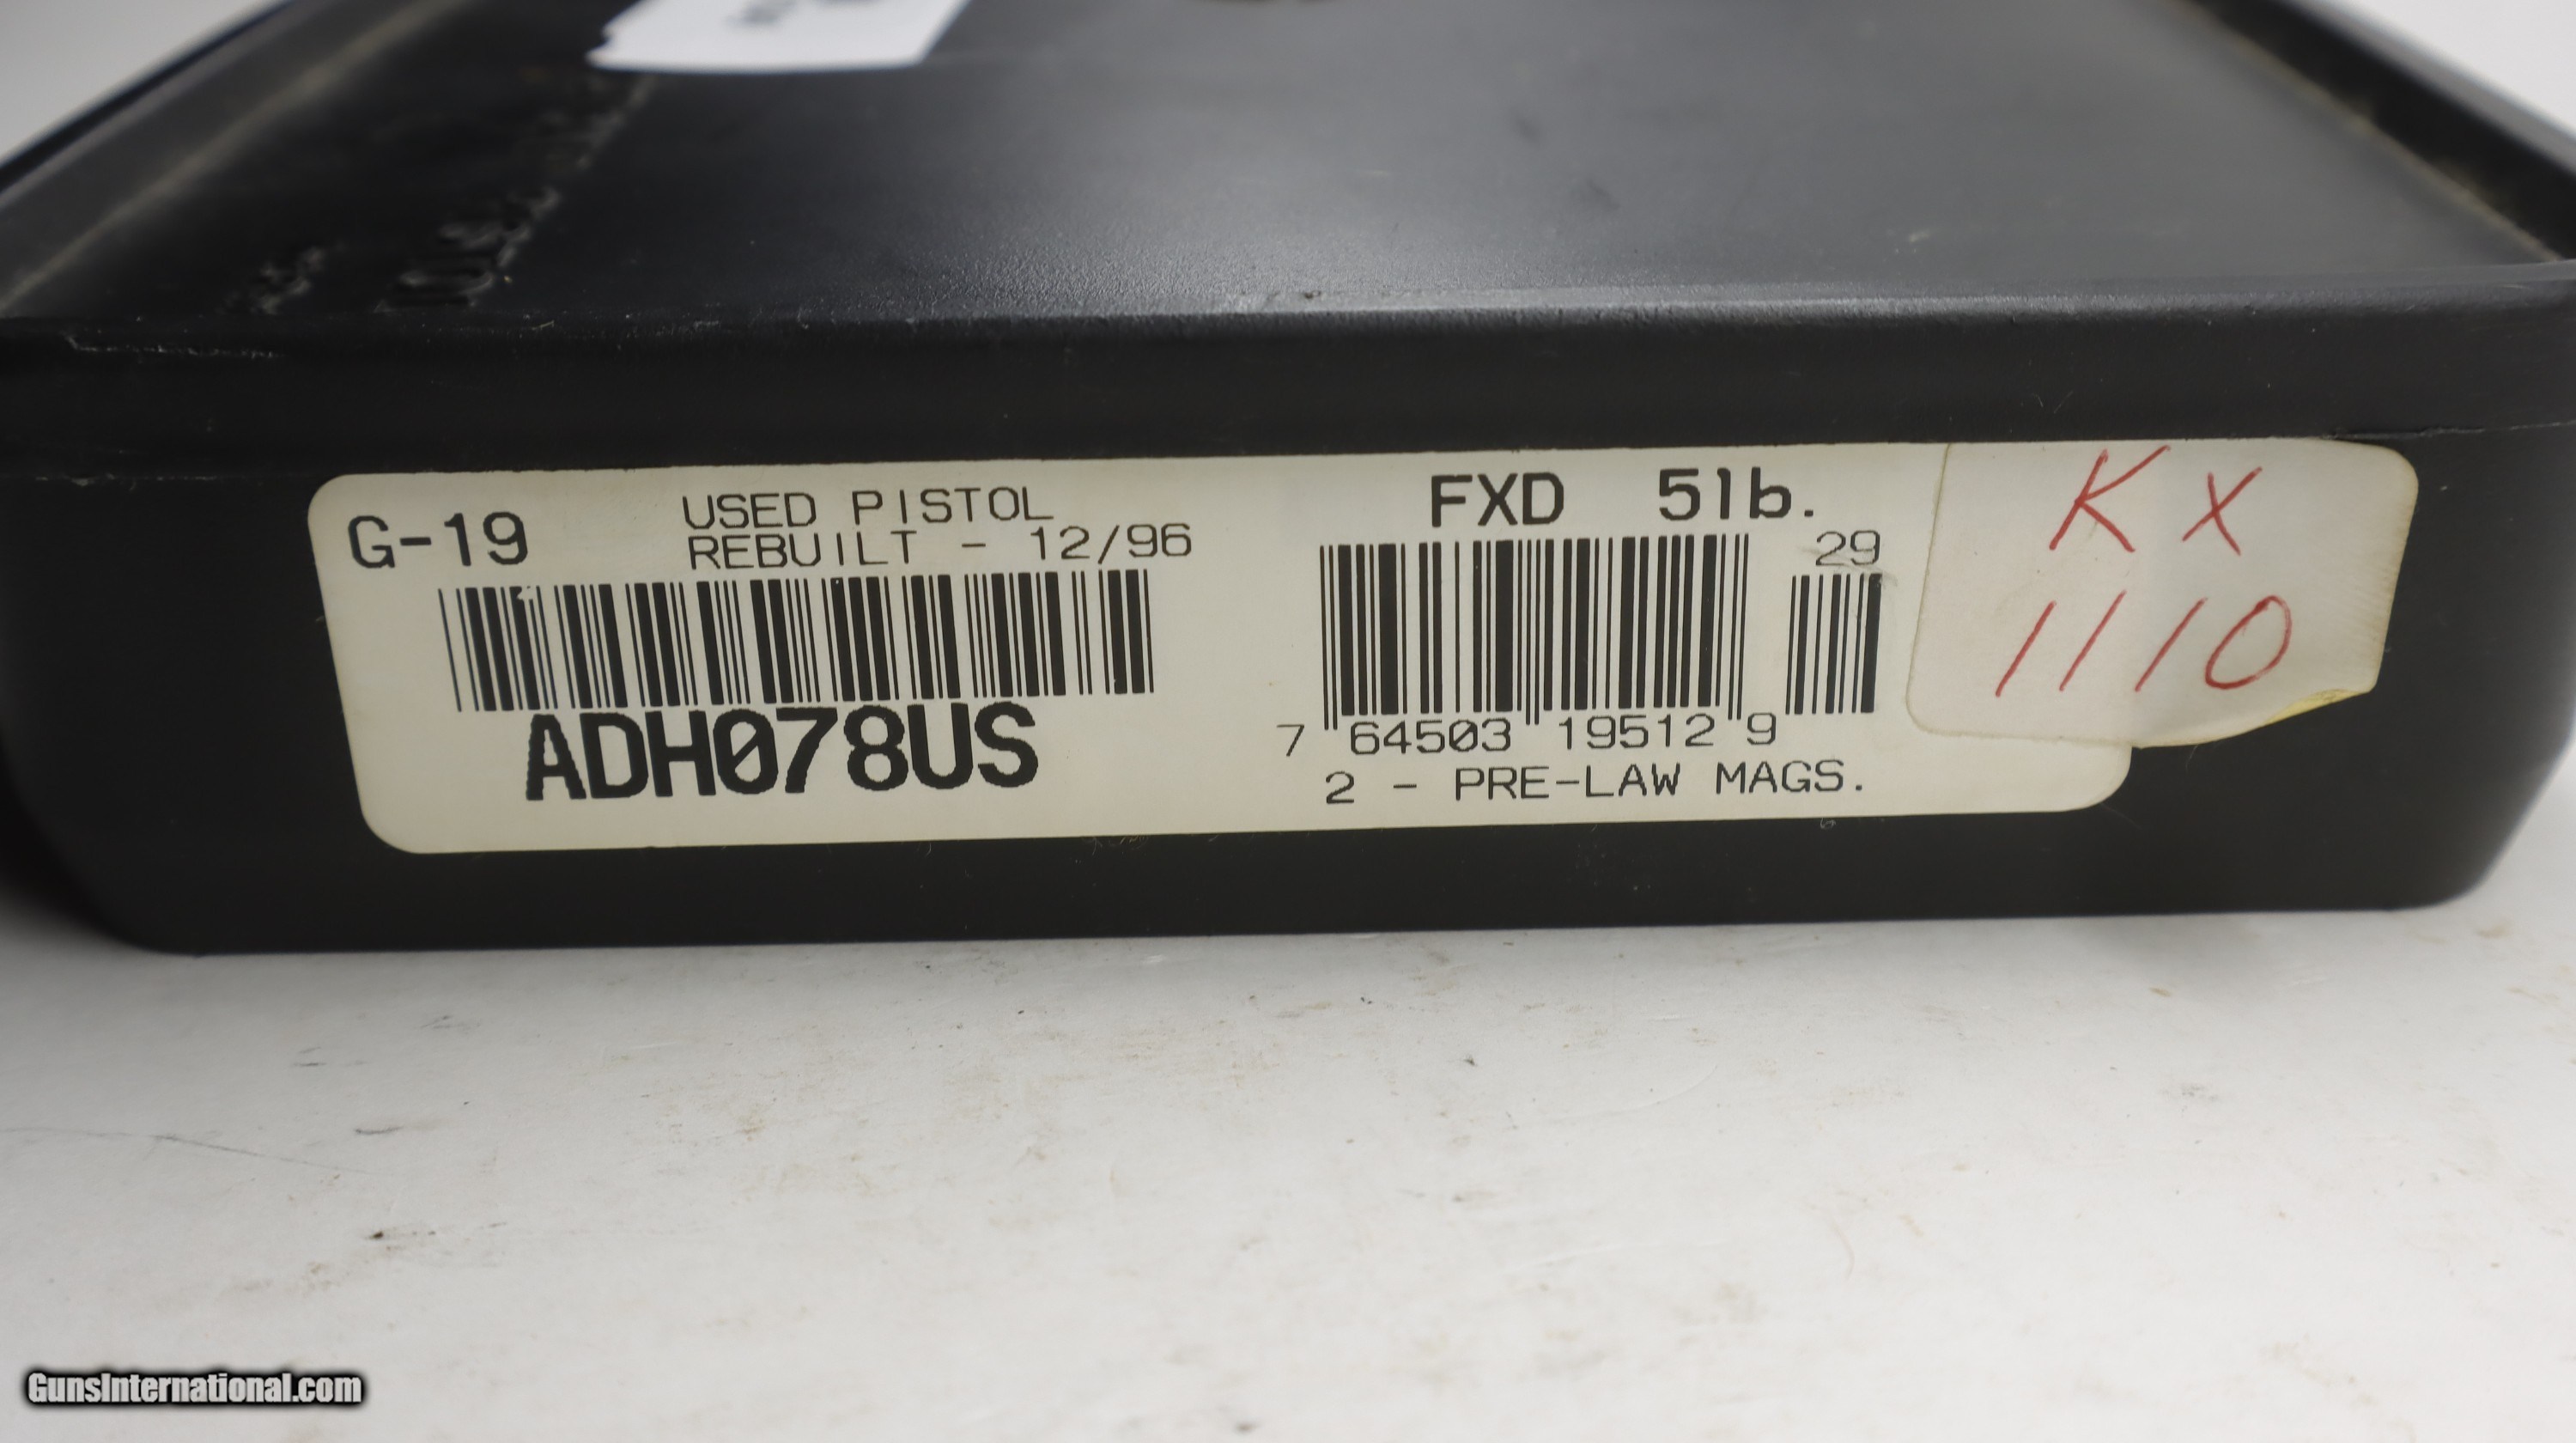 G-19
USED PISTOL
REBUILT - 12/96
ADH078US
FXD 5lb.
29
7 64503 19512 9
2 - PRE-LAW MAGS.
KX
1110
GunsInternational.com